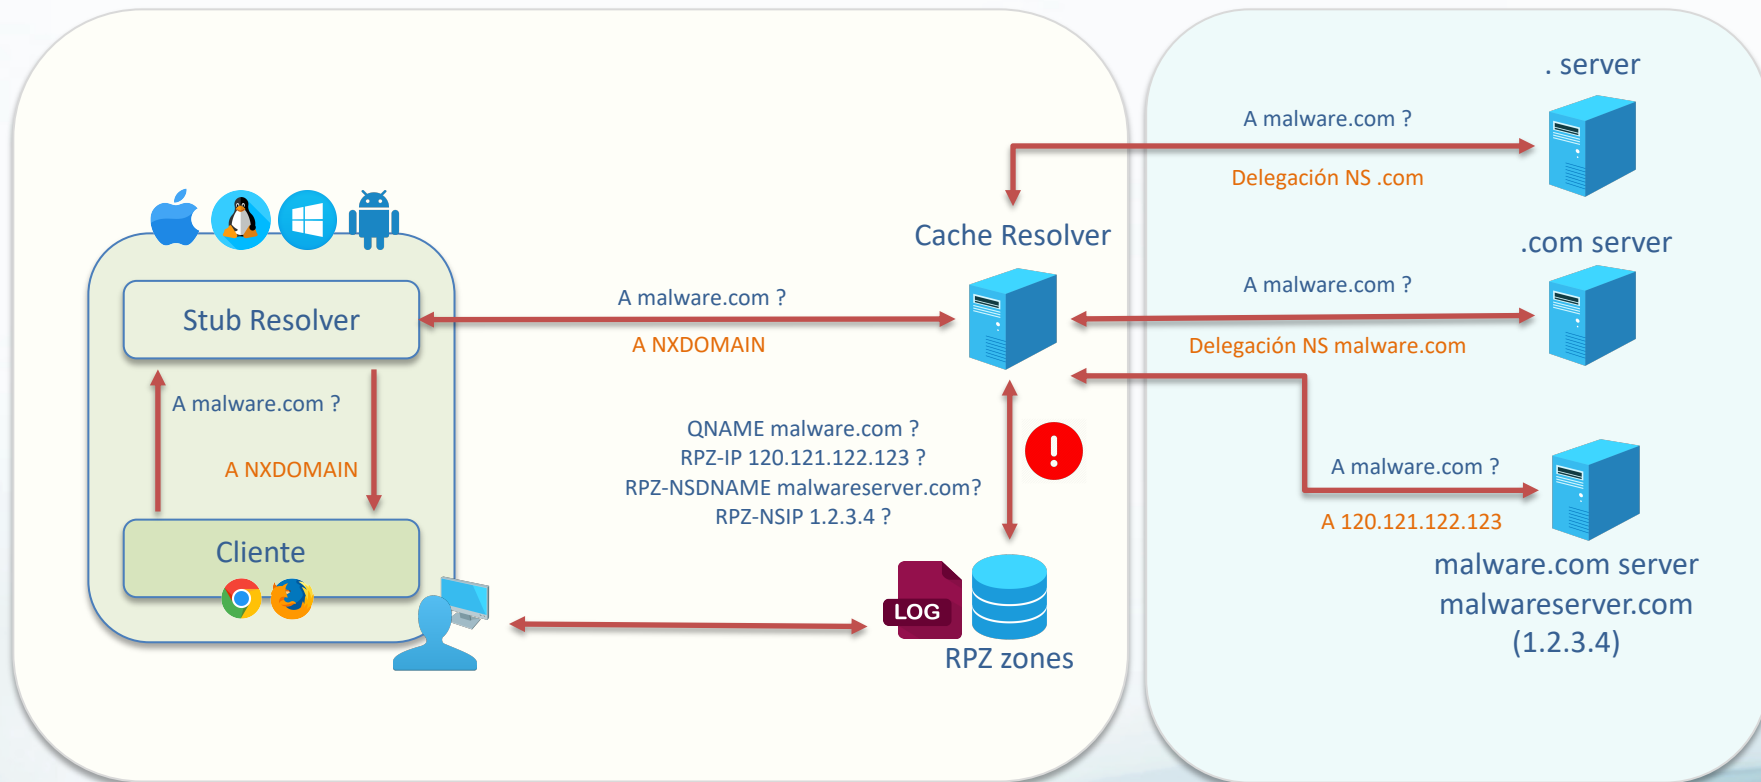 . server
A malware.com ?
Delegación NS .com
Cache Resolver
.com server
A malware.com ?
Delegación NS malware.com
Stub Resolver
A malware.com ?
A NXDOMAIN
A malware.com ?
A NXDOMAIN
Cliente
QNAME malware.com ?
RPZ-IP 120.121.122.123 ?
RPZ-NSDNAME malwareserver.com?
RPZ-NSIP 1.2.3.4 ?
LOG
RPZ zones
A malware.com ?
A 120.121.122.123
malware.com server
malwareserver.com
(1.2.3.4)